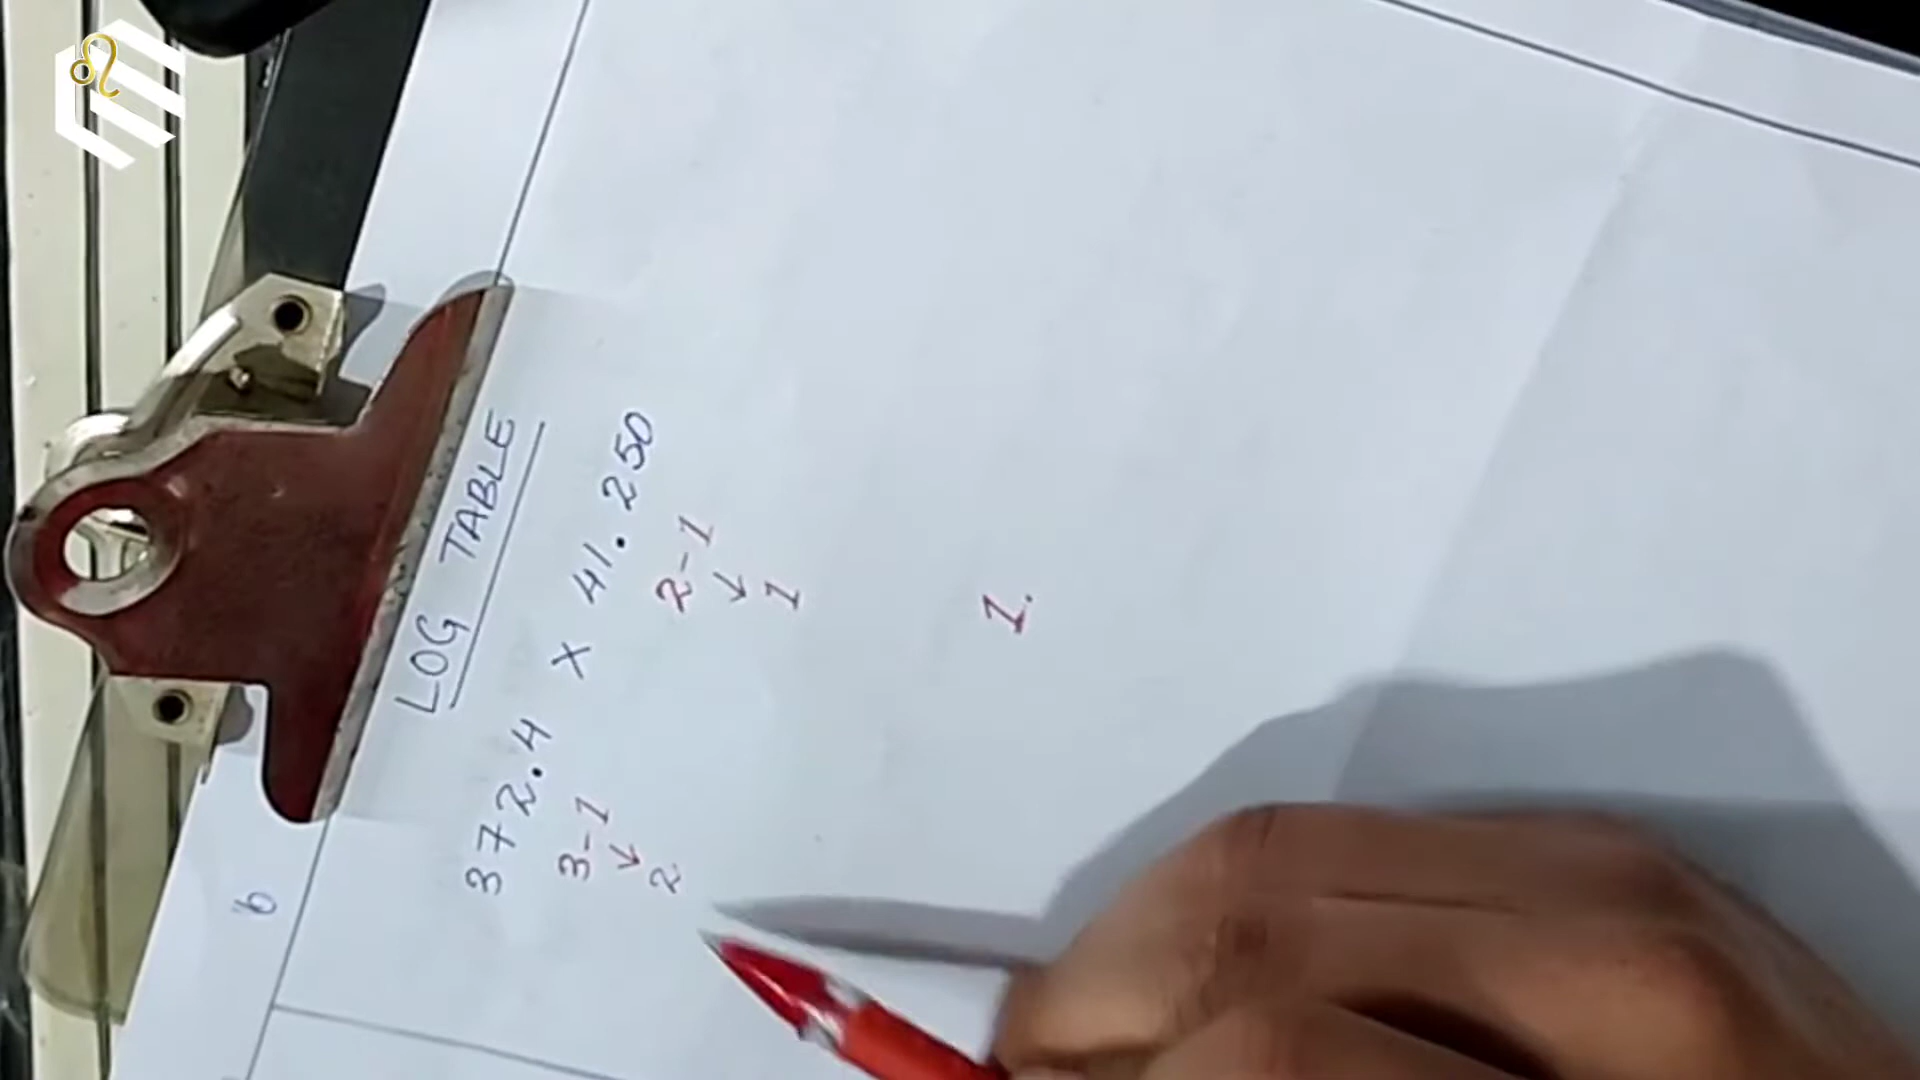 6
LOG TABLE
372.4 × 41.250
3-1 2-1
↓ ↓
2. 1
1.